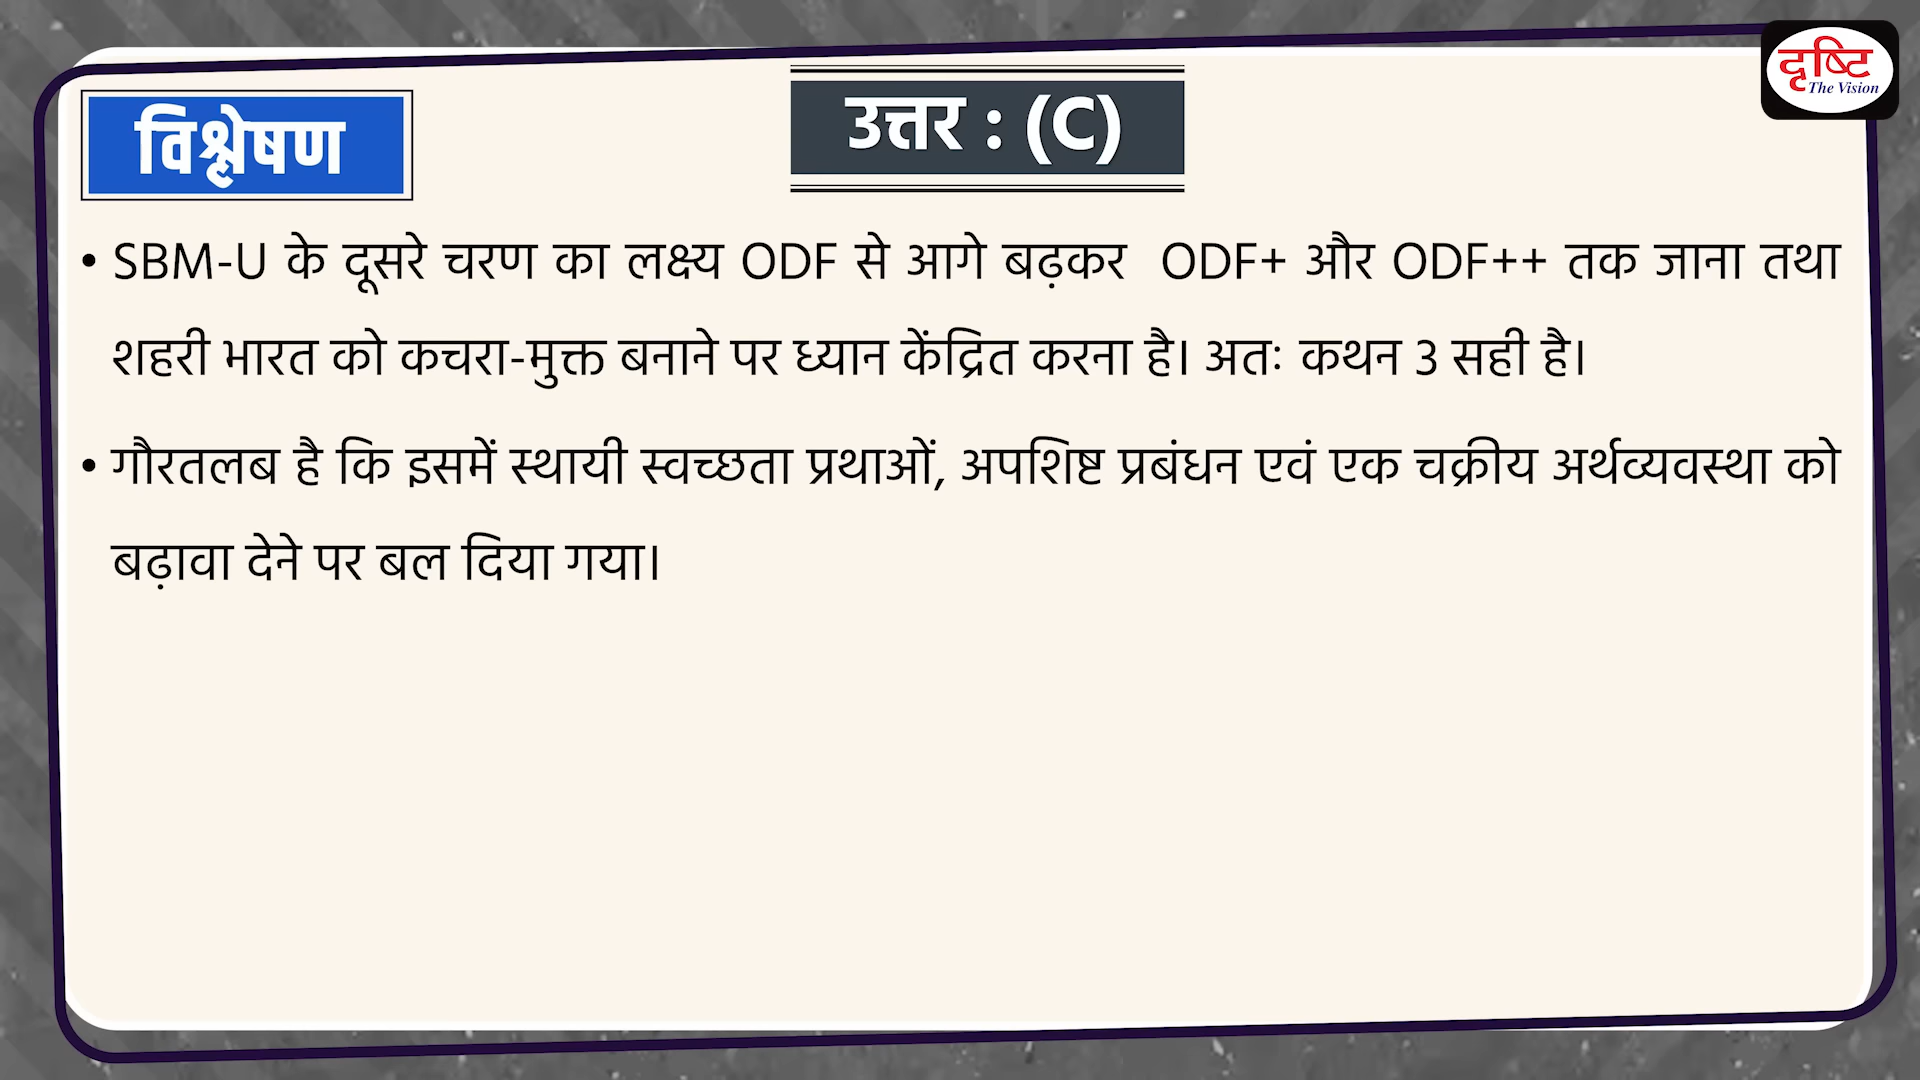 दृष्टि
The Vision
विश्लेषण
उत्तर : (C)
• SBM-U के दूसरे चरण का लक्ष्य ODF से आगे बढ़कर ODF+ और ODF++ तक जाना तथा
शहरी भारत को कचरा-मुक्त बनाने पर ध्यान केंद्रित करना है। अतः कथन 3 सही है।
• गौरतलब है कि इसमें स्थायी स्वच्छता प्रथाओं, अपशिष्ट प्रबंधन एवं एक चक्रीय अर्थव्यवस्था को
बढ़ावा देने पर बल दिया गया।